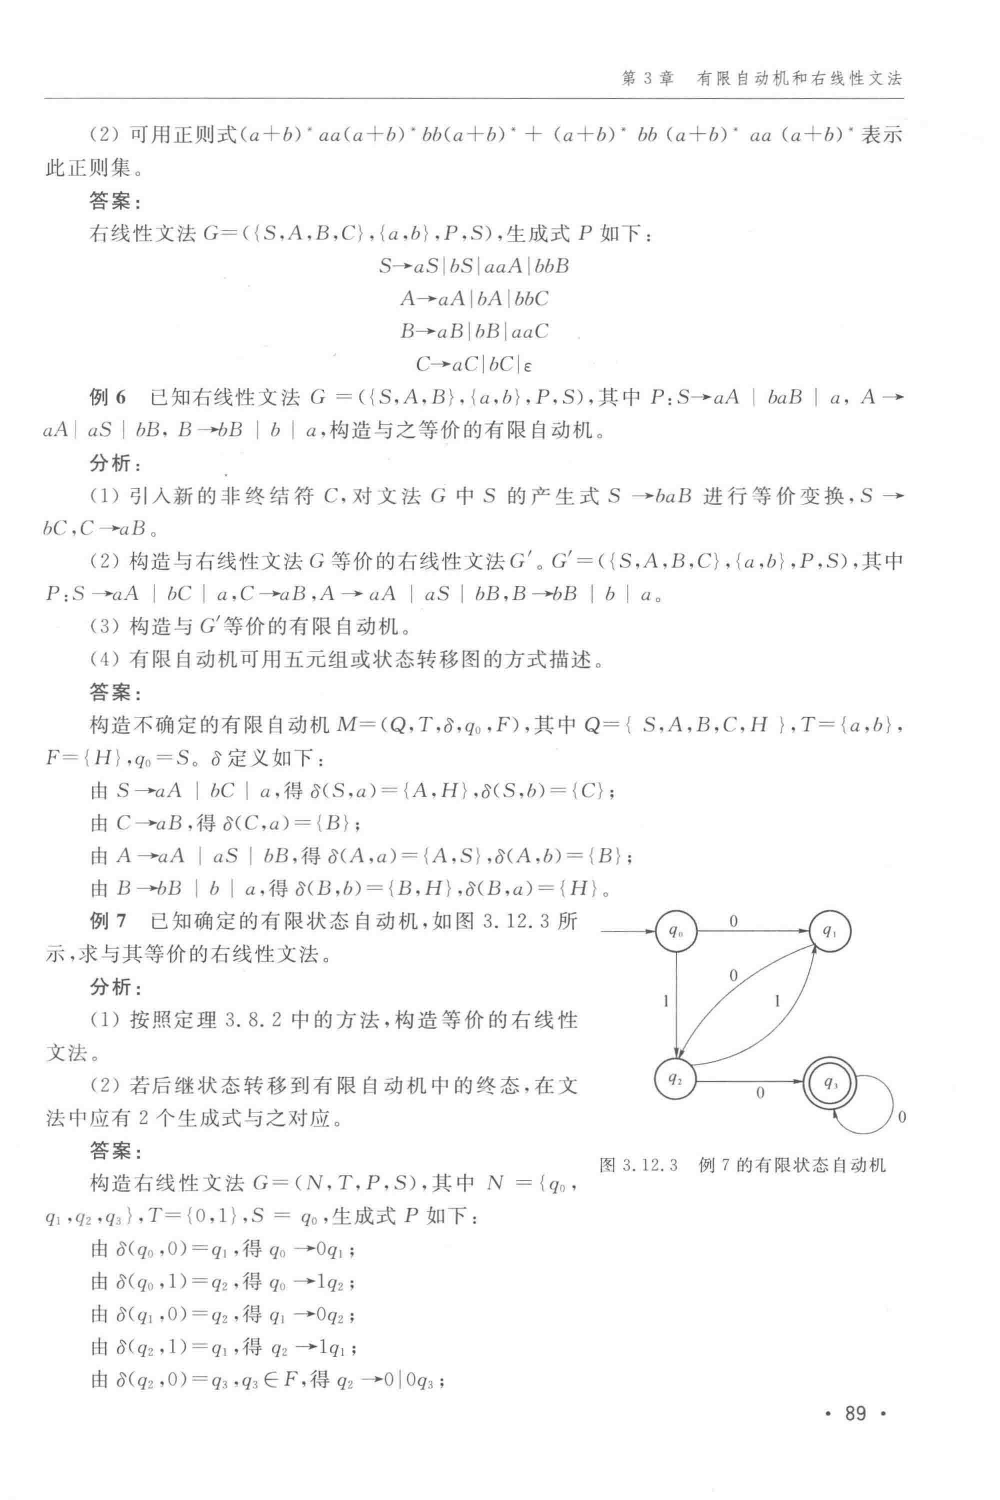 第 3 章 有限自动机和右线性文法
(2) 可用正则式(a+b)*aa(a+b)*bb(a+b)*+ (a+b)* bb (a+b)* aa (a+b)*表示
此正则集。
答案：
右线性文法 G=({S,A,B,C},{a,b},P,S),生成式 P 如下：
S→aS|bS|aaA|bbB
A→aA|bA|bbC
B→aB|bB|aaC
C→aC|bC|ε
例 6 已知右线性文法 G =({S,A,B},{a,b},P,S),其中 P:S→aA | baB | a, A→
aA| aS | bB, B→bB | b | a,构造与之等价的有限自动机。
分析：
(1) 引入新的非终结符 C,对文法 G 中 S 的产生式 S →baB 进行等价变换,S →
bC,C→aB。
(2) 构造与右线性文法 G 等价的右线性文法G′。G′=({S,A,B,C},{a,b},P,S),其中
P:S→aA | bC | a,C→aB,A→ aA | aS | bB,B→bB | b | a。
(3) 构造与 G′等价的有限自动机。
(4) 有限自动机可用五元组或状态转移图的方式描述。
答案：
构造不确定的有限自动机 M=(Q,T,δ,q₀,F),其中 Q={ S,A,B,C,H },T={a,b},
F={H},q₀=S。δ 定义如下：
由 S→aA | bC | a,得 δ(S,a)={A,H},δ(S,b)={C};
由 C→aB,得 δ(C,a)={B};
由 A→aA | aS | bB,得 δ(A,a)={A,S},δ(A,b)={B};
由 B→bB | b | a,得 δ(B,b)={B,H},δ(B,a)={H}。
例 7 已知确定的有限状态自动机,如图 3.12.3 所
示,求与其等价的右线性文法。
分析：
(1) 按照定理 3.8.2 中的方法,构造等价的右线性
文法。
(2) 若后继状态转移到有限自动机中的终态,在文
法中应有 2 个生成式与之对应。
答案：
构造右线性文法 G=(N,T,P,S),其中 N ={q₀,
q₁,q₂,q₃},T={0,1},S = q₀,生成式 P 如下：
由 δ(q₀,0)=q₁,得 q₀→0q₁;
由 δ(q₀,1)=q₂,得 q₀→1q₂;
由 δ(q₁,0)=q₂,得 q₁→0q₂;
由 δ(q₂,1)=q₁,得 q₂→1q₁;
由 δ(q₂,0)=q₃,q₃∈F,得 q₂→0|0q₃;
q₀ 0 q₁
0
1 1
q₂ 0 q₃
0
图 3.12.3 例 7 的有限状态自动机
· 89 ·